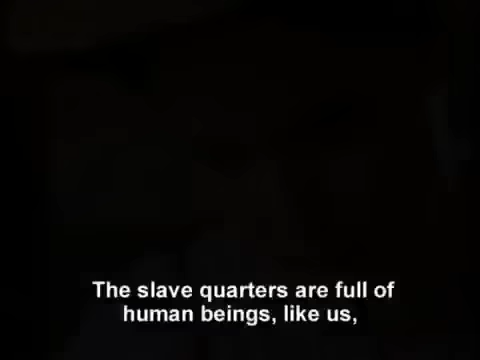 The slave quarters are full of
human beings, like us,